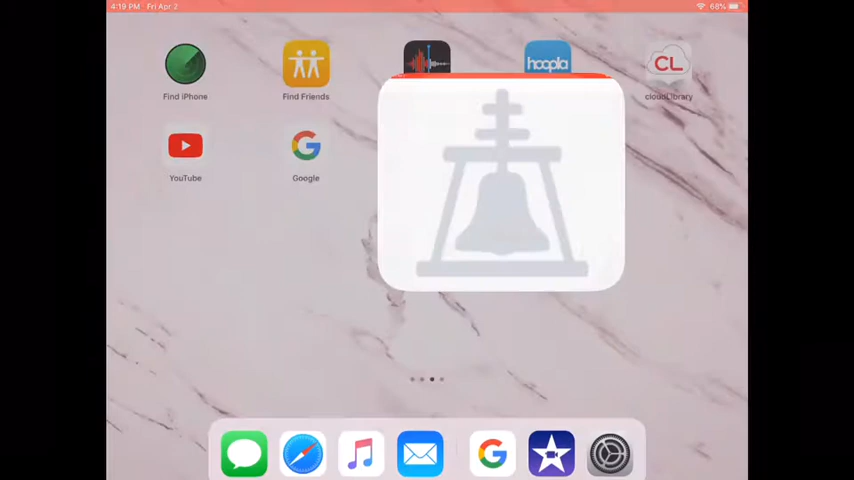 4:19 PM Fri Apr 2
68%
hoopla
CL
Find iPhone
Find Friends
cloudLibrary
YouTube
Google